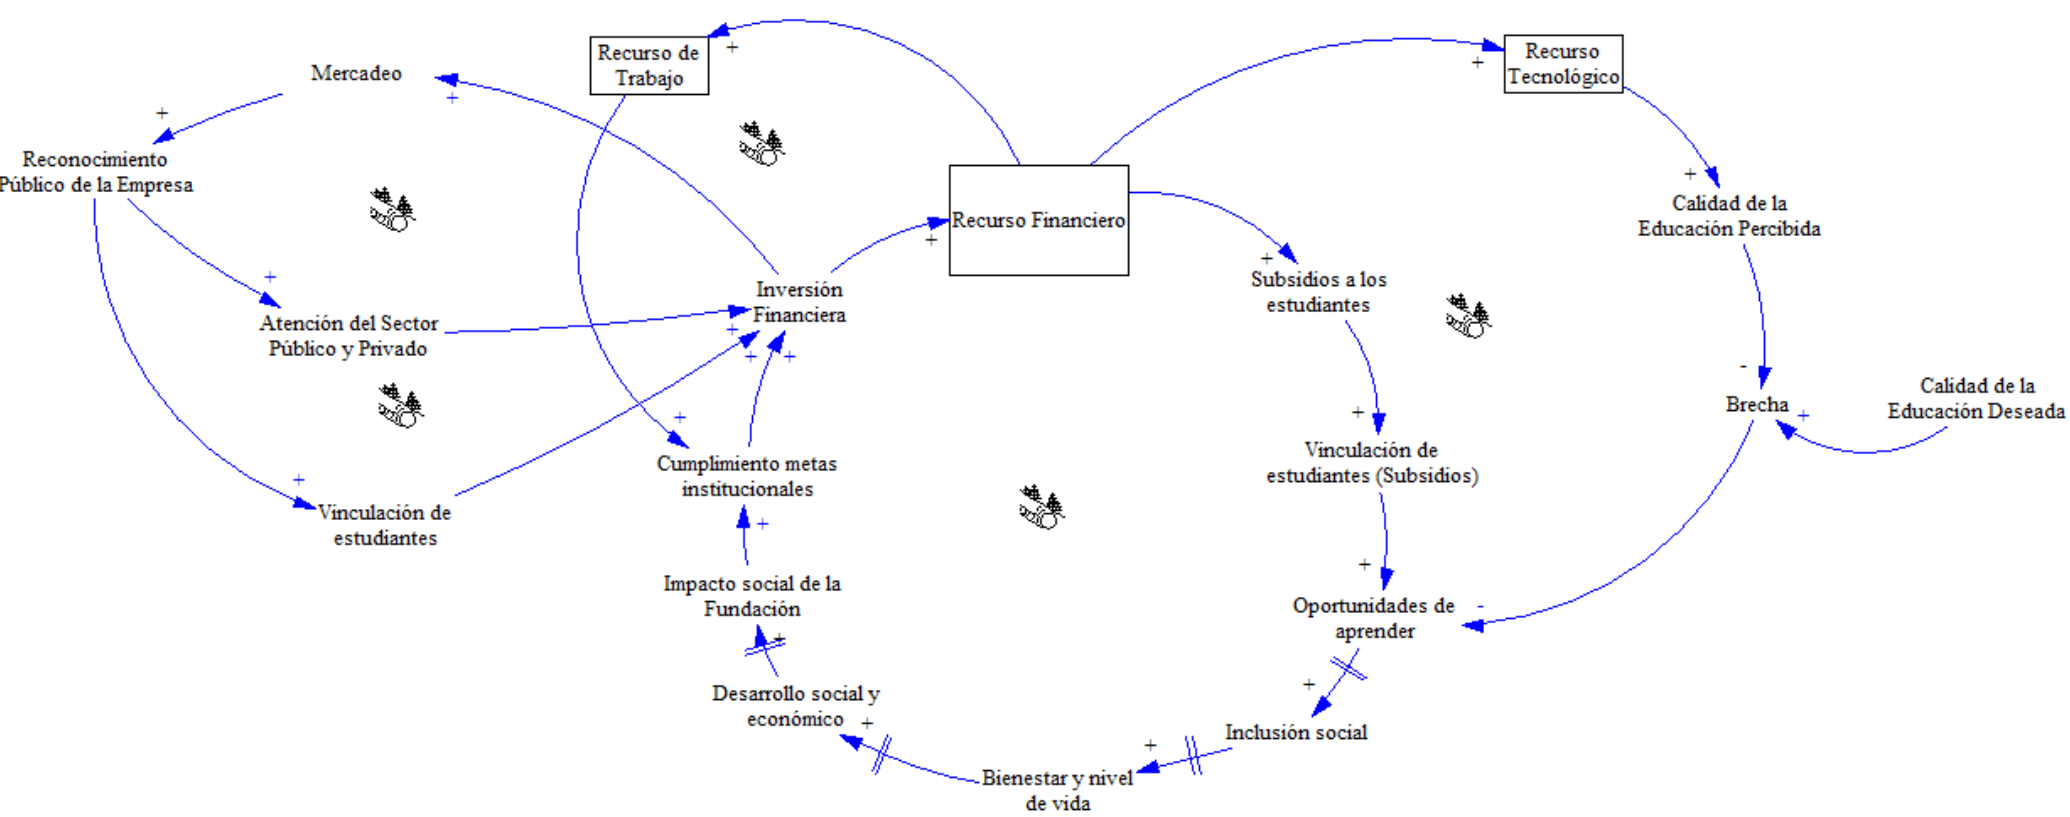 Recurso de
Trabajo
+
Recurso
Tecnológico
+
Mercadeo
+
+
Reconocimiento
Público de la Empresa
+
Calidad de la
Educación Percibida
Recurso Financiero
+
+
Subsidios a los
estudiantes
+
Inversión
Financiera
Atención del Sector
Público y Privado
+
+
+
-
Calidad de la
Educación Deseada
Brecha
+
+
+
Vinculación de
estudiantes (Subsidios)
Cumplimiento metas
institucionales
+
Vinculación de
estudiantes
+
+
Impacto social de la
Fundación
Oportunidades de
aprender
-
+
+
Desarrollo social y
económico
+
Inclusión social
+
Bienestar y nivel
de vida